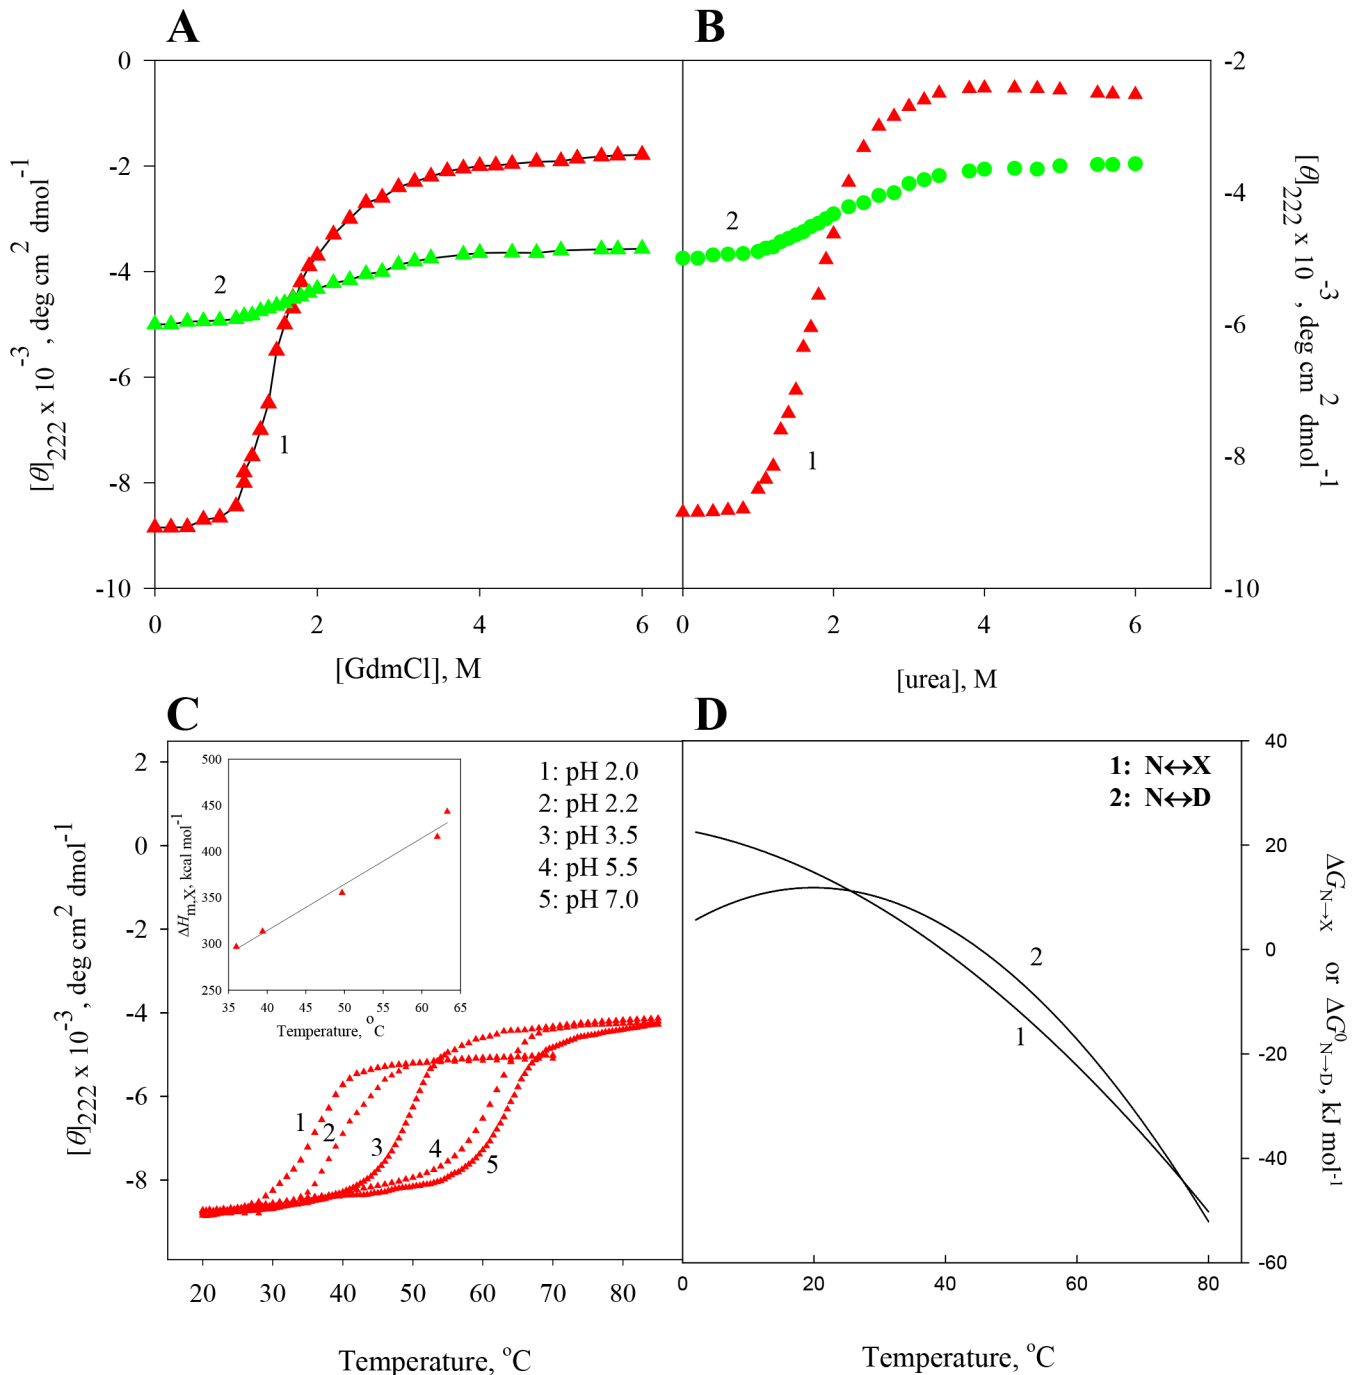 A
B
0
-2
-4
-6
-8
-10
[θ]222 x 10-3, deg cm2 dmol-1
2
1
0 2 4 6
[GdmCl], M
2
1
-2
-4
-6
-8
-10
[θ]222 x 10-3, deg cm2 dmol-1
0 2 4 6
[urea], M
C
D
2
0
-2
-4
-6
-8
[θ]222 x 10-3, deg cm2 dmol-1
500
450
400
350
300
250
ΔHm,X, kcal mol-1
35 40 45 50 55 60 65
Temperature, oC
1: pH 2.0
2: pH 2.2
3: pH 3.5
4: pH 5.5
5: pH 7.0
1
2
3
4
5
20 30 40 50 60 70 80
Temperature, oC
1: N↔X
2: N↔D
2
1
40
20
0
-20
-40
-60
ΔGN→X or ΔG0N→D, kJ mol-1
0 20 40 60 80
Temperature, oC